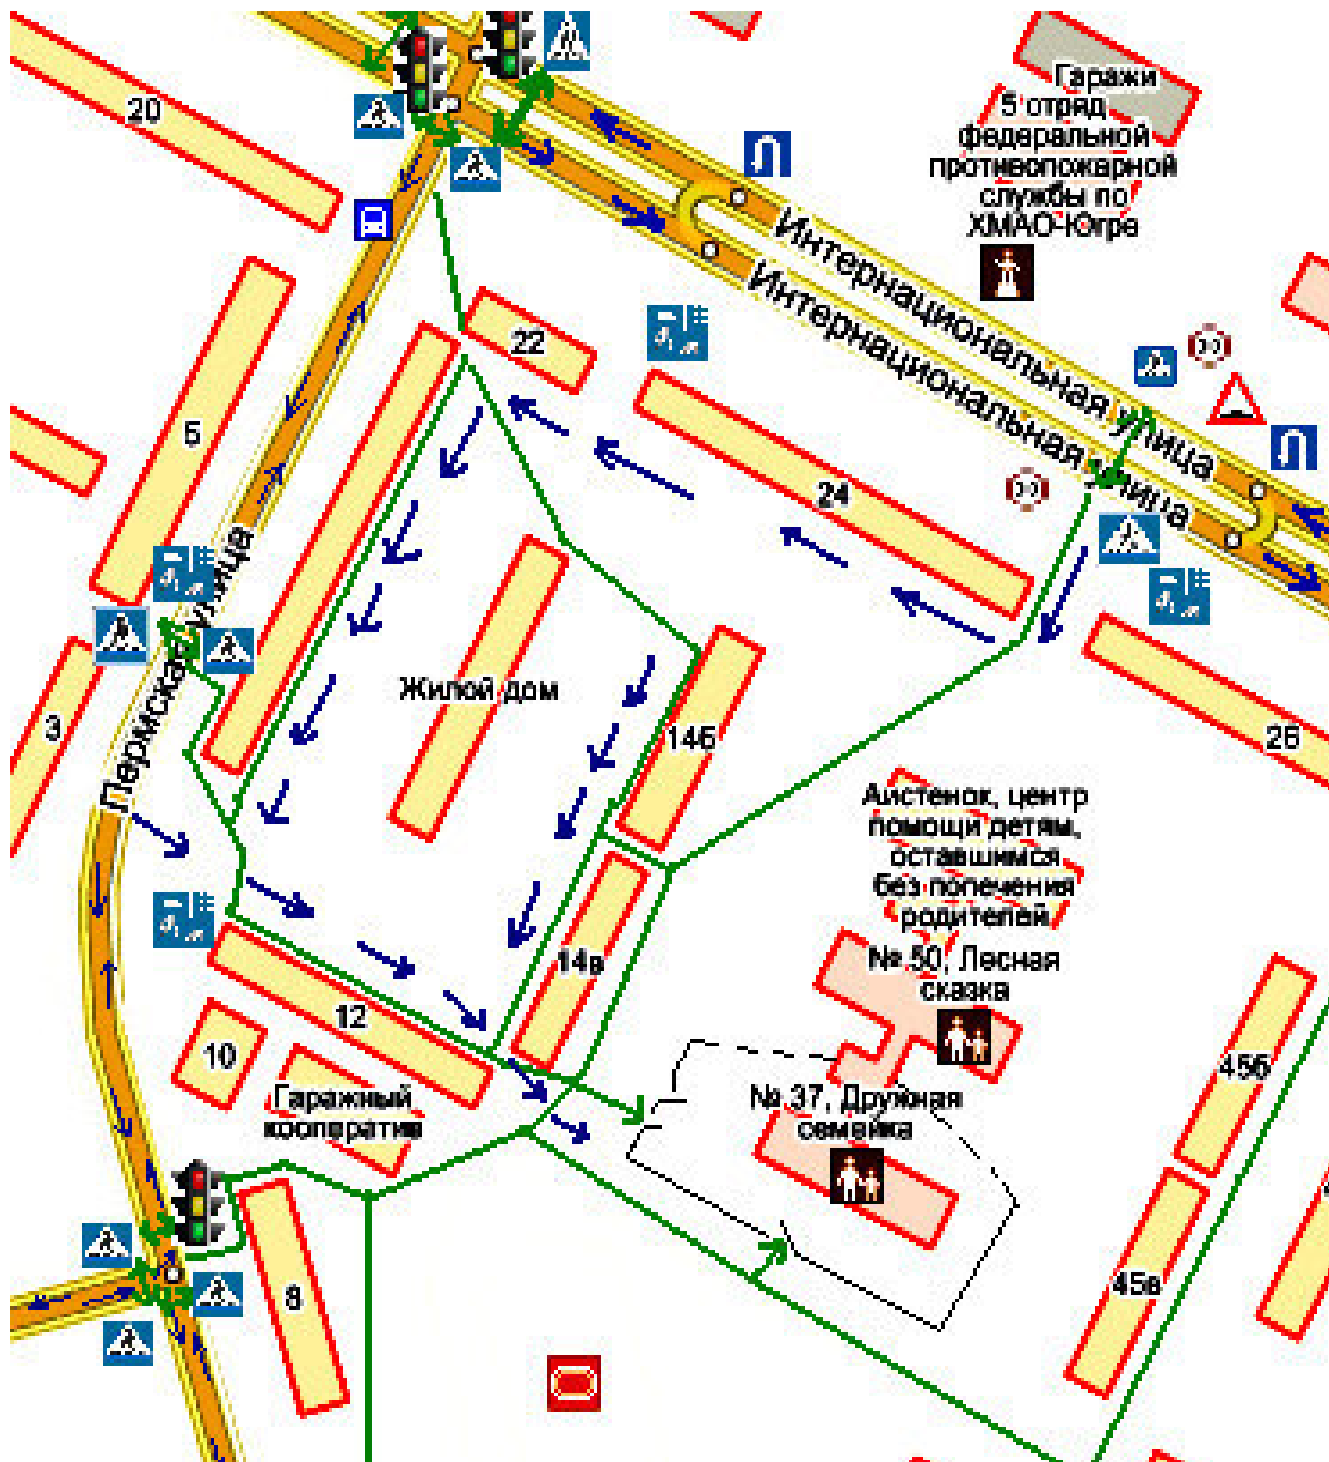 Гаражи
5 отряд
федеральной
противопожарной
службы по
ХМАО-Югре
20
Интернациональная улица
Интернациональная улица
22
5
24
Пермская улица
Жилой дом
3
14б
26
Аистенок, центр
помощи детям,
оставшимся
без попечения
родителей
№ 50, Лесная
сказка
14в
12
10
45б
Гаражный
кооператив
№ 37, Дружная
семейка
8
45в